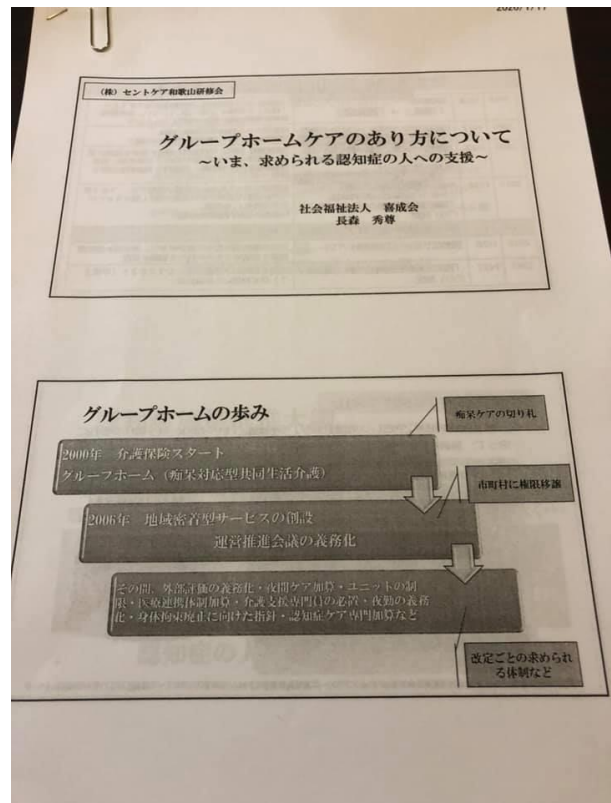 (株)セントケア和歌山研修会
グループホームケアのあり方について
～いま、求められる認知症の人への支援～
社会福祉法人 喜成会
長森 秀尊
グループホームの歩み
痴呆ケアの切り札
2000年 介護保険スタート
グループホーム(痴呆対応型共同生活介護)
市町村に権限移譲
2006年 地域密着型サービスの創設
運営推進会議の義務化
その間、外部評価の義務化・夜間ケア加算・ユニットの制
限・医療連携体制加算・介護支援専門員の必置・夜勤の義務
化・身体拘束廃止に向けた指針・認知症ケア専門加算など
改定ごとの求められ
る体制など